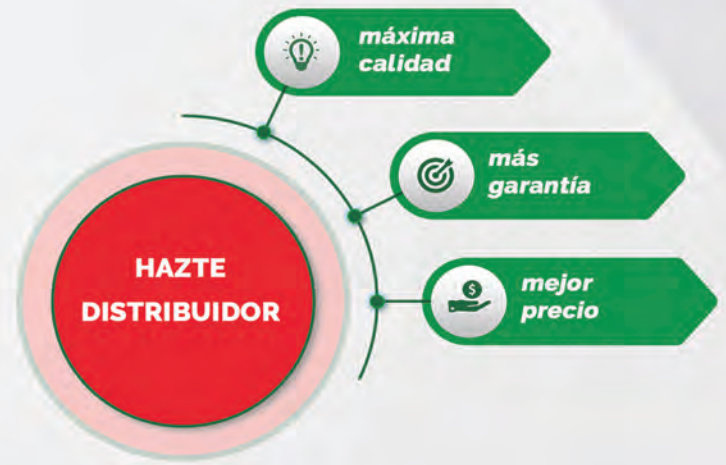 máxima
calidad
más
garantía
HAZTE
DISTRIBUIDOR
mejor
precio